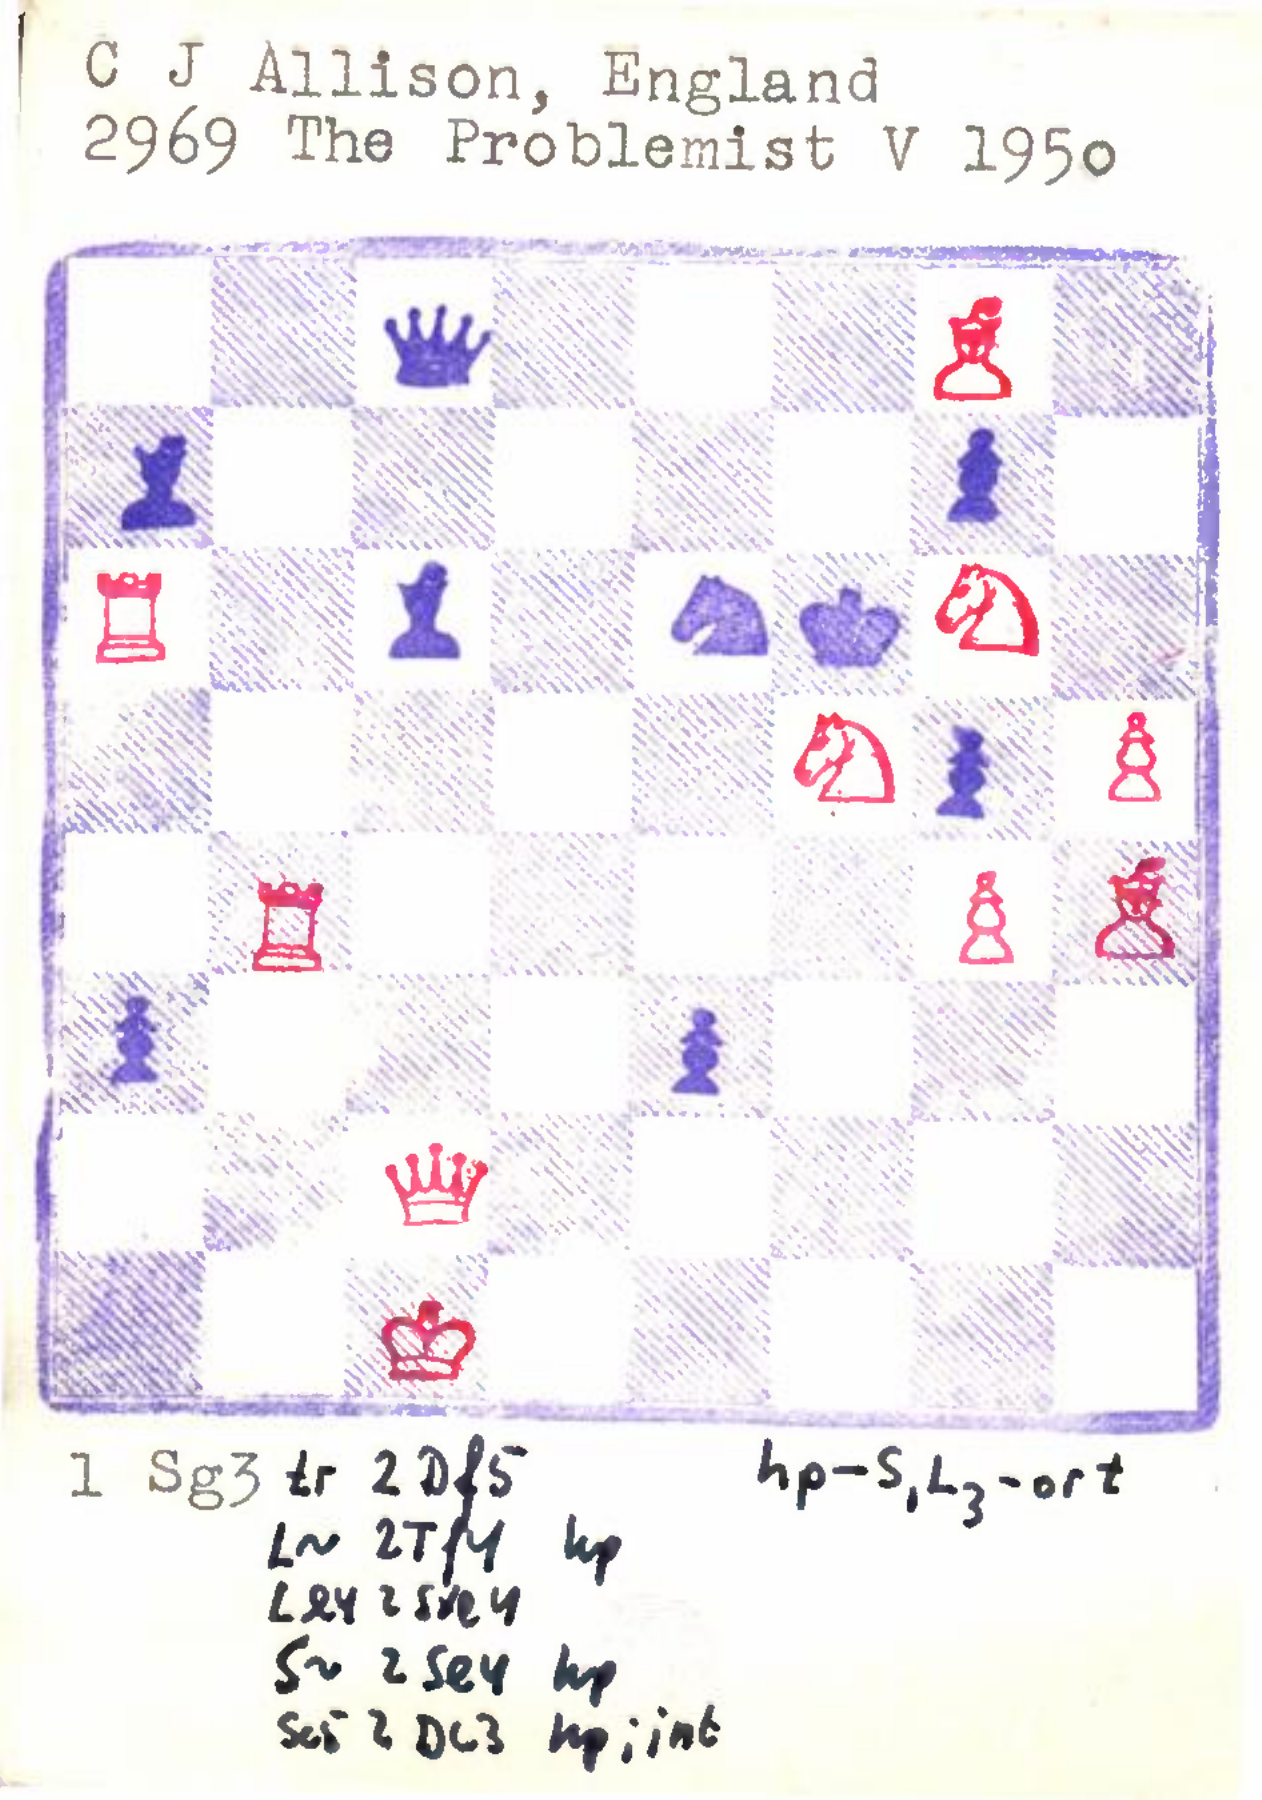 C J Allison, England
2969 The Problemist V 195o
1 Sg3 tr 2 Df5 hp-S,L3-ort
L~ 2Tf4 hp
Le4 2 Sxe4
S~ 2 Se4 hp
Sc5 2 Dc3 hp; int